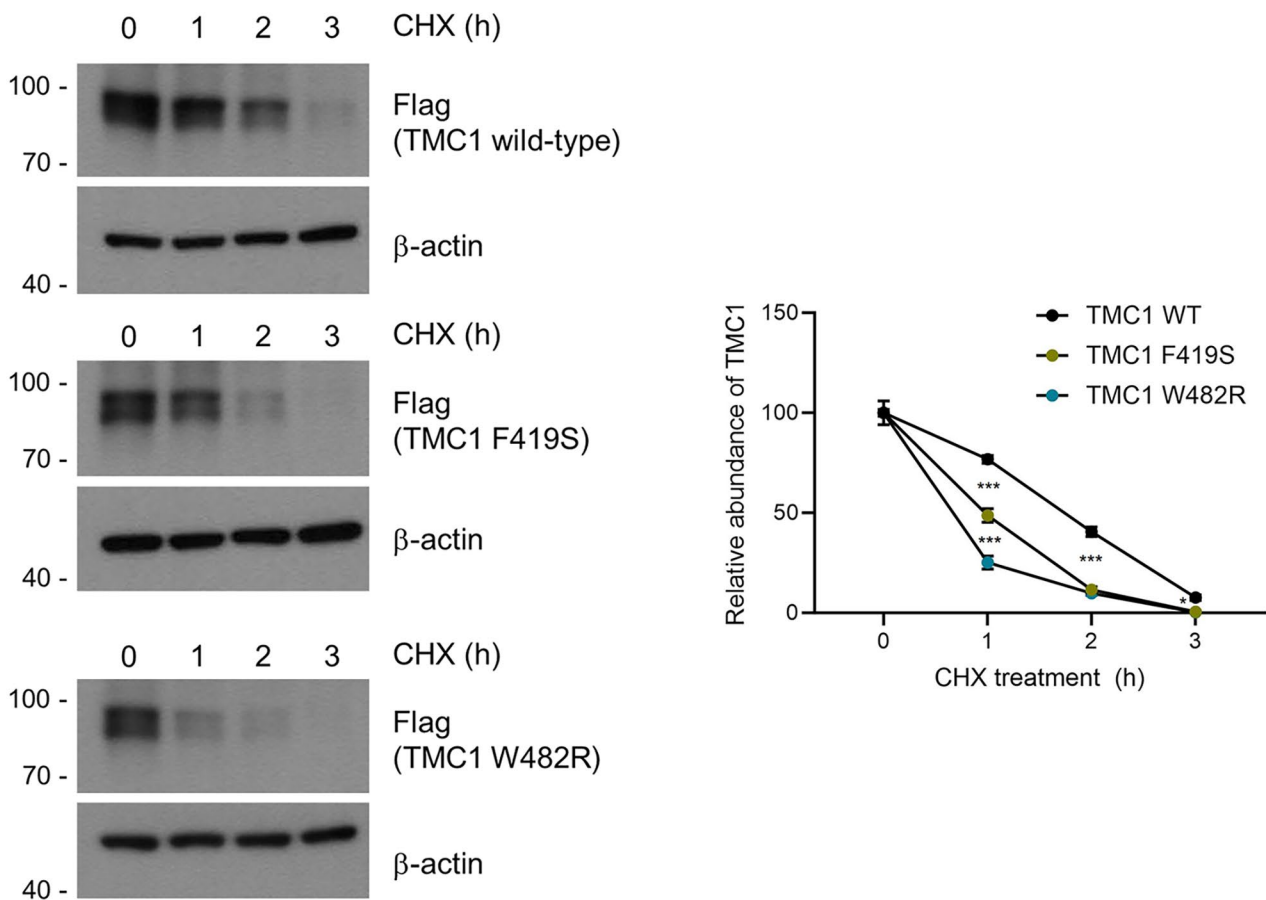 0 1 2 3 CHX (h)
100 -
Flag
(TMC1 wild-type)
70 -
β-actin
40 -
0 1 2 3 CHX (h)
100 -
Flag
(TMC1 F419S)
70 -
β-actin
40 -
0 1 2 3 CHX (h)
100 -
Flag
(TMC1 W482R)
70 -
β-actin
40 -
Relative abundance of TMC1
150
100
50
0
TMC1 WT
TMC1 F419S
TMC1 W482R
***
***
***
*
0 1 2 3
CHX treatment (h)